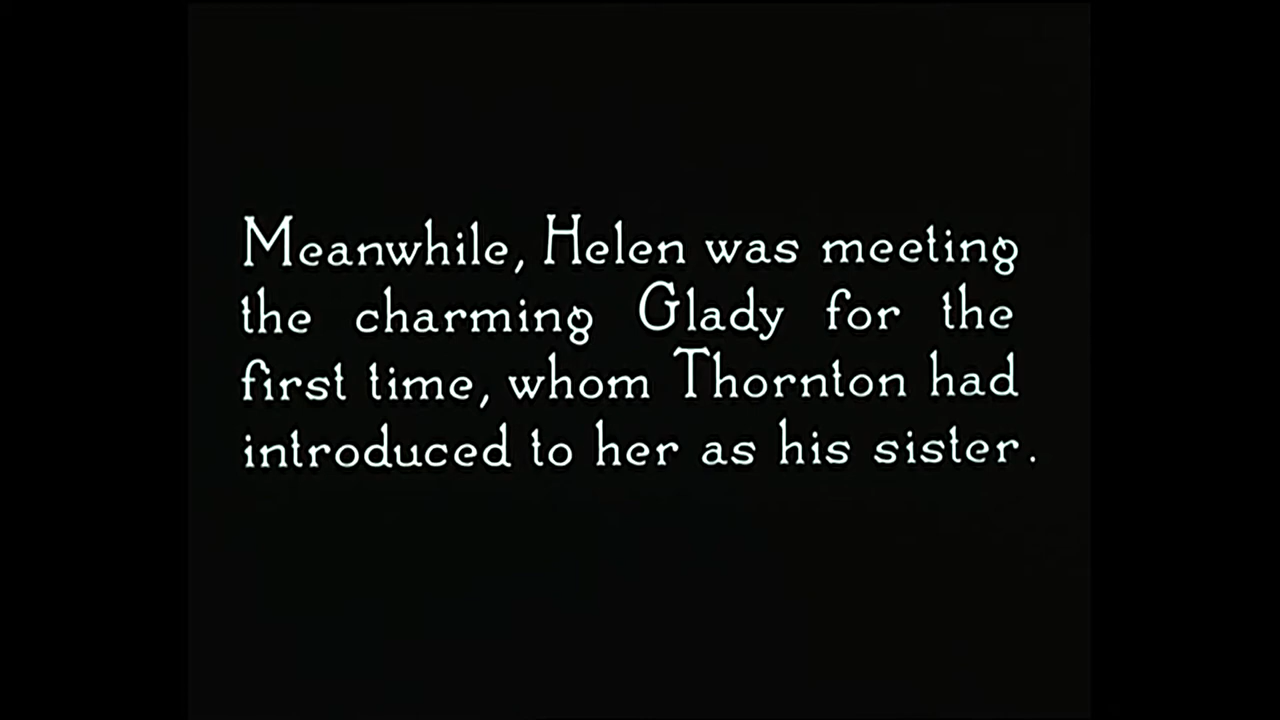 Meanwhile, Helen was meeting
the charming Glady for the
first time, whom Thornton had
introduced to her as his sister.